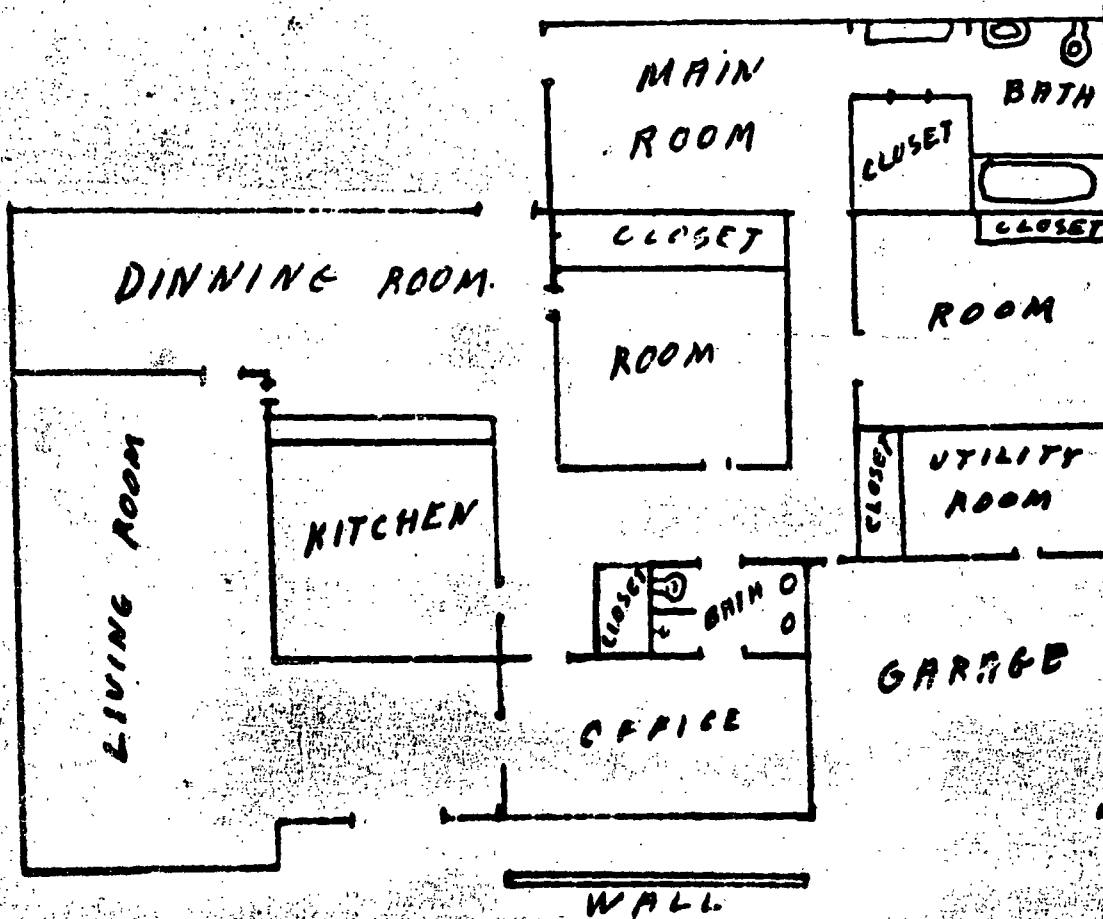 MAIN
ROOM
BATH
CLOSET
CLOSET
CLOSET
DINNING ROOM.
ROOM
ROOM
LIVING ROOM
KITCHEN
CLOSET
UTILITY
ROOM
CLOSET
BATH
GARAGE
OFFICE
WALL